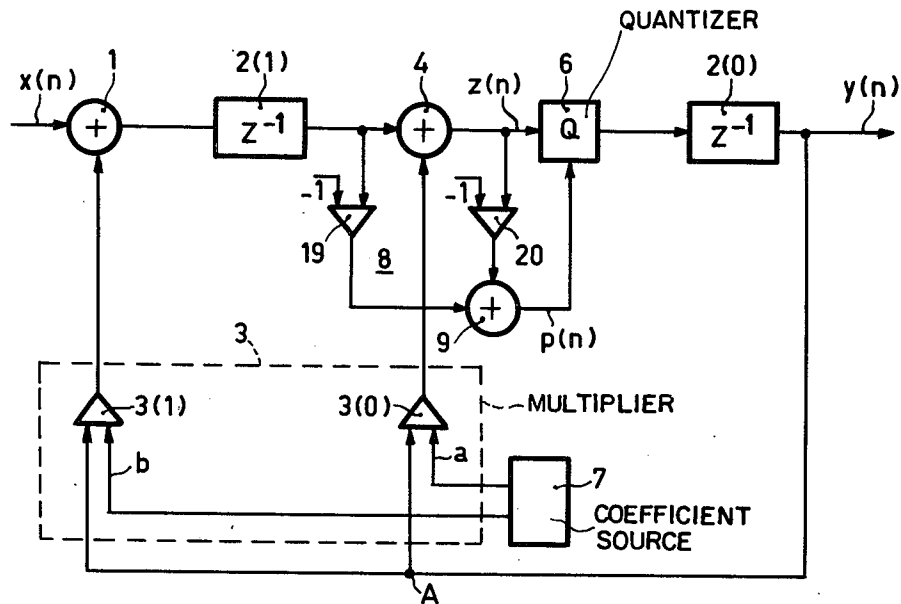 QUANTIZER
x(n)
1
2(1)
4
z(n)
6
2(0)
y(n)
+
Z⁻¹
+
Q
Z⁻¹
-1
-1
19
8
20
+
9
p(n)
3
3(1)
3(0)
MULTIPLIER
b
a
7
COEFFICIENT
SOURCE
A